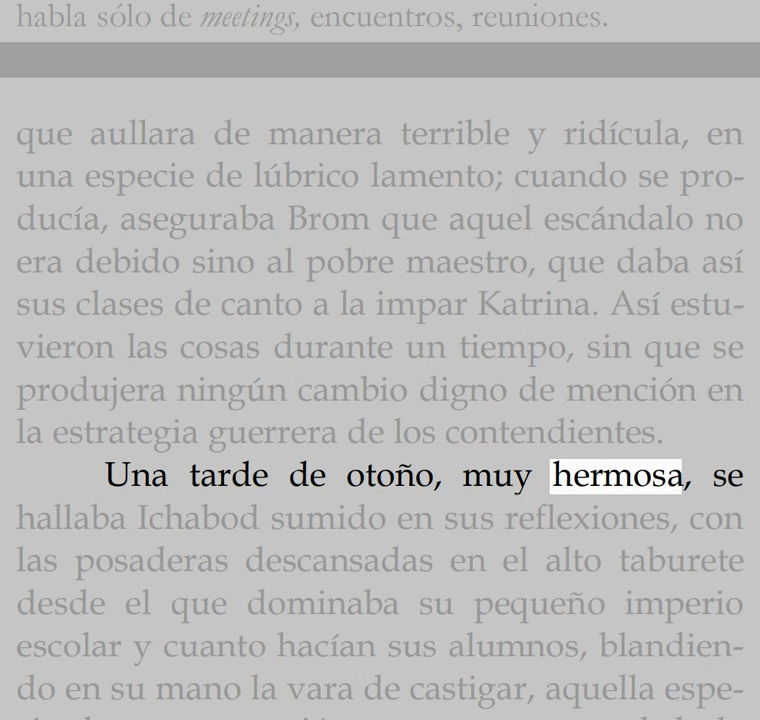 habla sólo de meetings, encuentros, reuniones.
que aullara de manera terrible y ridícula, en
una especie de lúbrico lamento; cuando se pro-
ducía, aseguraba Brom que aquel escándalo no
era debido sino al pobre maestro, que daba así
sus clases de canto a la impar Katrina. Así estu-
vieron las cosas durante un tiempo, sin que se
produjera ningún cambio digno de mención en
la estrategia guerrera de los contendientes.
Una tarde de otoño, muy hermosa, se
hallaba Ichabod sumido en sus reflexiones, con
las posaderas descansadas en el alto taburete
desde el que dominaba su pequeño imperio
escolar y cuanto hacían sus alumnos, blandien-
do en su mano la vara de castigar, aquella espe-